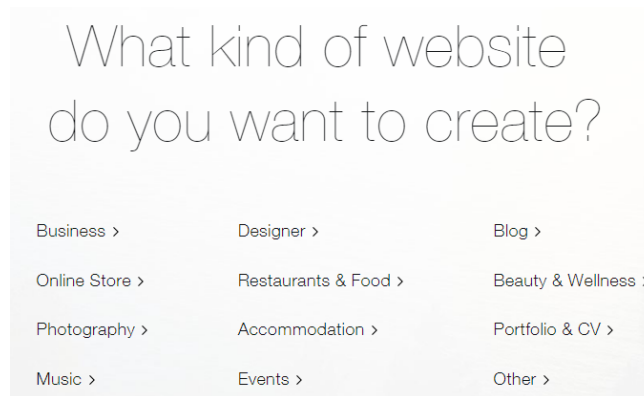 What kind of website
do you want to create?
Business >
Designer >
Blog >
Online Store >
Restaurants & Food >
Beauty & Wellness >
Photography >
Accommodation >
Portfolio & CV >
Music >
Events >
Other >